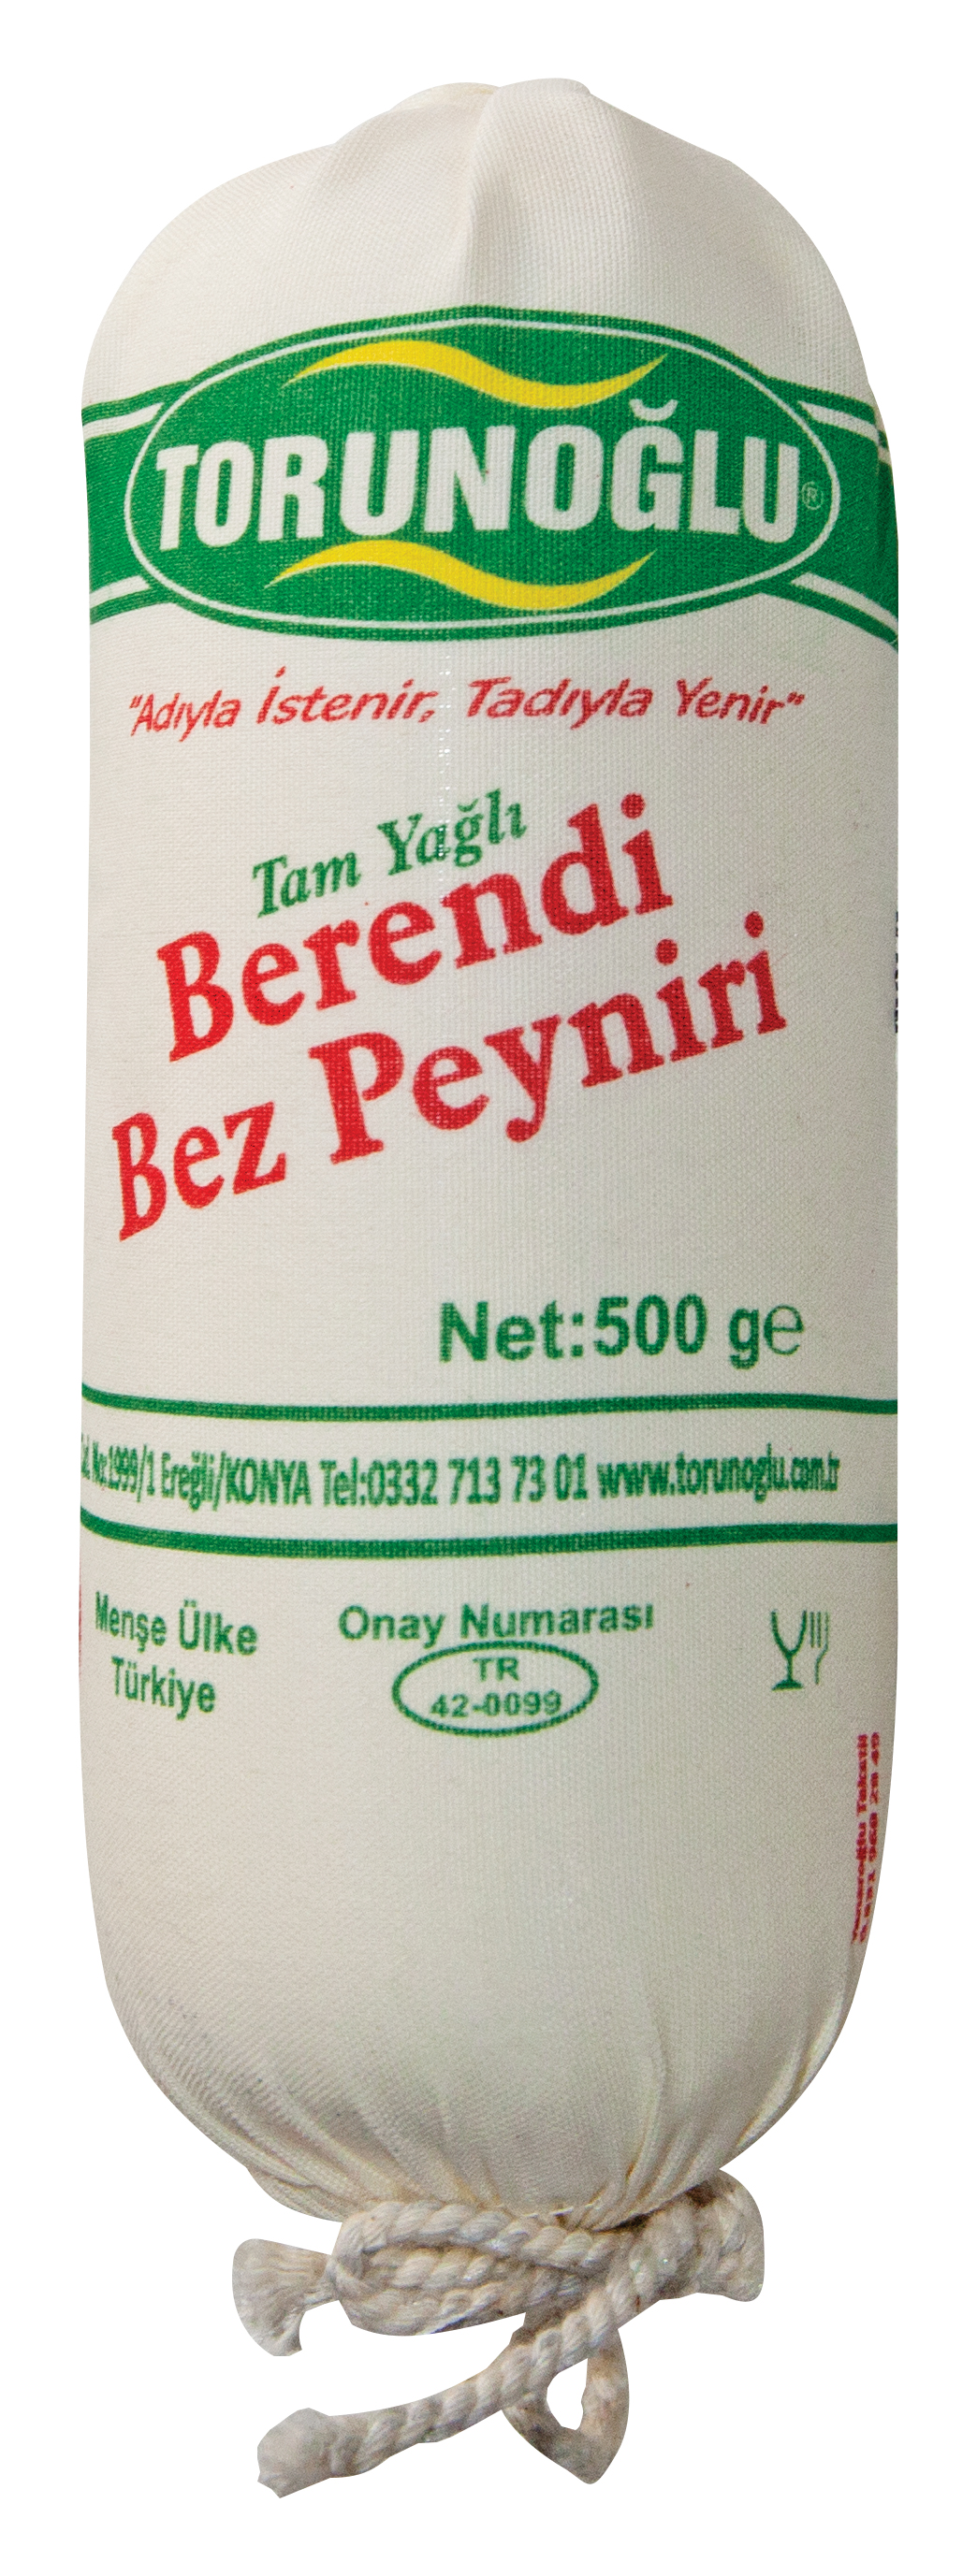 TORUNOĞLU®
"Adıyla İstenir, Tadıyla Yenir"
Tam Yağlı
Berendi
Bez Peyniri
Net:500 ge
No:1999/1 Ereğli/KONYA Tel:0332 713 73 01 www.torunoglu.com.tr
Menşe Ülke
Türkiye
Onay Numarası
TR
42-0099